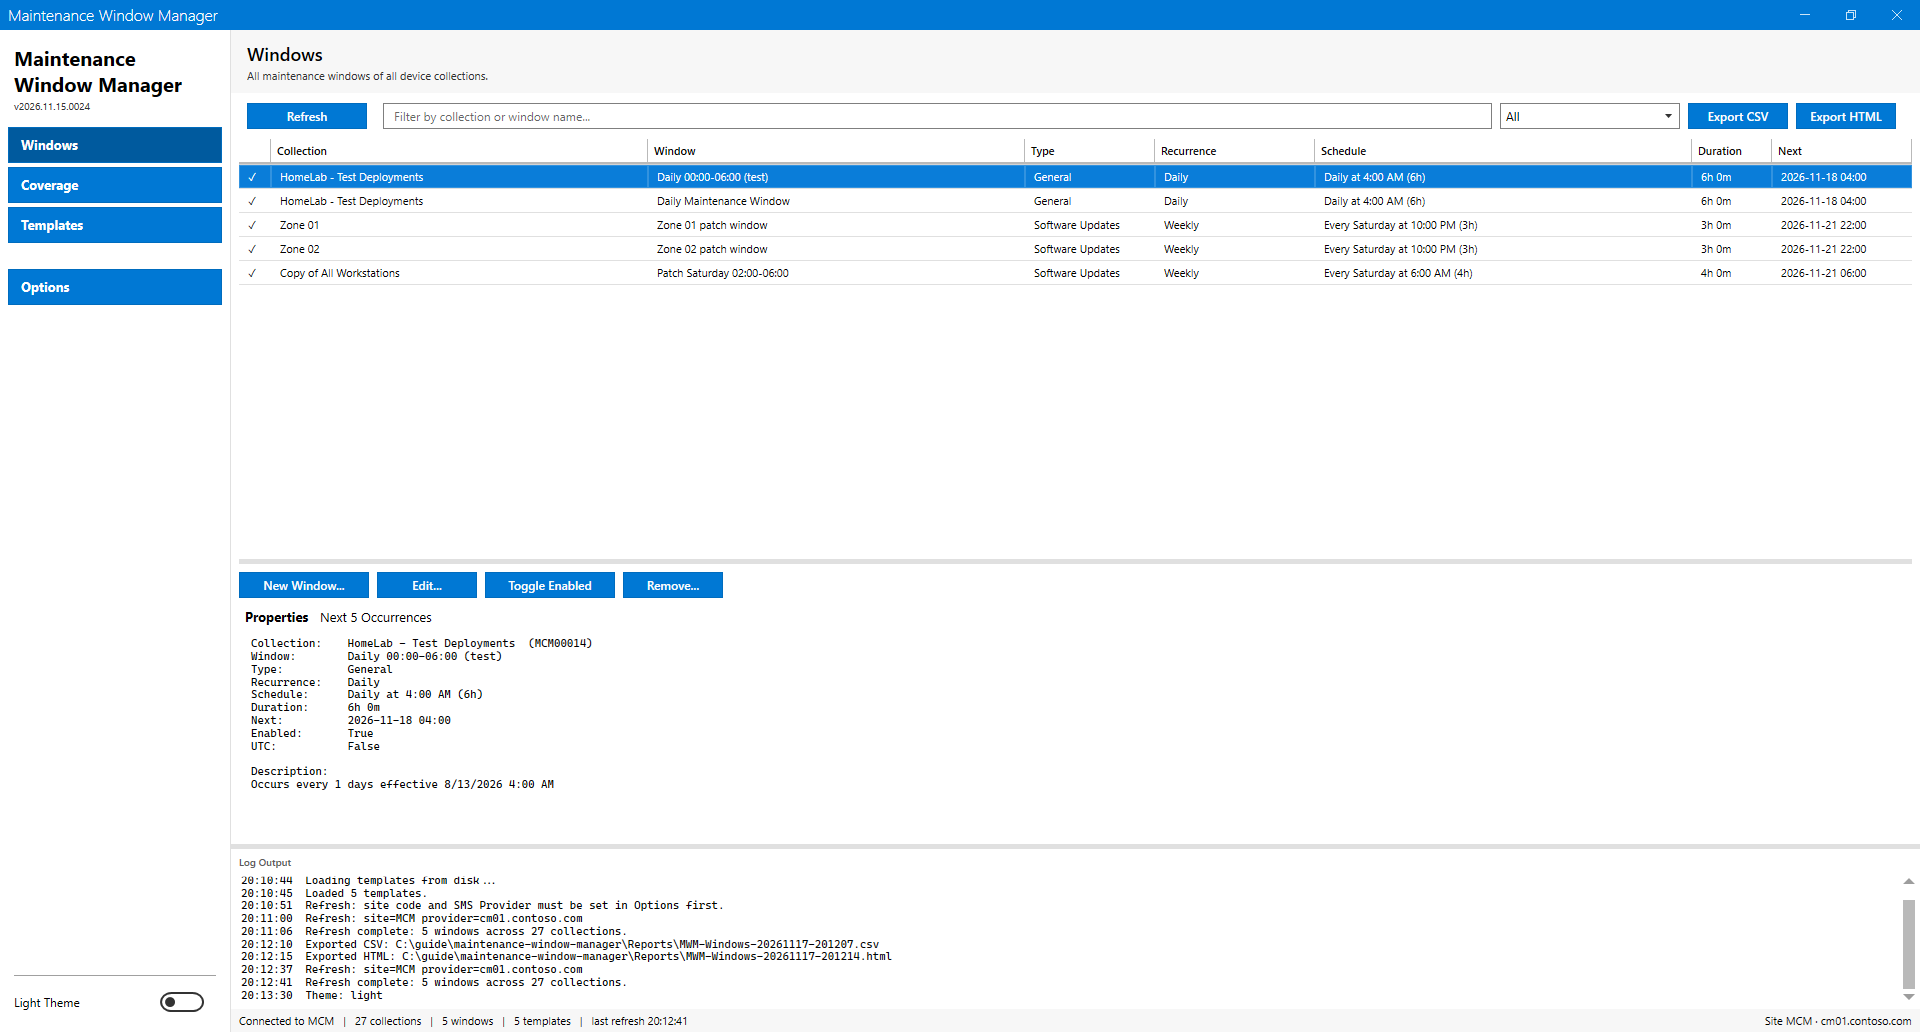 Maintenance Window Manager
Maintenance
Window Manager
v2026.11.15.0024
Windows
Coverage
Templates
Options
Light Theme
Windows
All maintenance windows of all device collections.
Refresh
Filter by collection or window name...
All
Export CSV
Export HTML
Collection Window Type Recurrence Schedule Duration Next
✓ HomeLab - Test Deployments Daily 00:00-06:00 (test) General Daily Daily at 4:00 AM (6h) 6h 0m 2026-11-18 04:00
✓ HomeLab - Test Deployments Daily Maintenance Window General Daily Daily at 4:00 AM (6h) 6h 0m 2026-11-18 04:00
✓ Zone 01 Zone 01 patch window Software Updates Weekly Every Saturday at 10:00 PM (3h) 3h 0m 2026-11-21 22:00
✓ Zone 02 Zone 02 patch window Software Updates Weekly Every Saturday at 10:00 PM (3h) 3h 0m 2026-11-21 22:00
✓ Copy of All Workstations Patch Saturday 02:00-06:00 Software Updates Weekly Every Saturday at 6:00 AM (4h) 4h 0m 2026-11-21 06:00
New Window... Edit... Toggle Enabled Remove...
Properties Next 5 Occurrences
Collection: HomeLab - Test Deployments (MCM00014)
Window: Daily 00:00-06:00 (test)
Type: General
Recurrence: Daily
Schedule: Daily at 4:00 AM (6h)
Duration: 6h 0m
Next: 2026-11-18 04:00
Enabled: True
UTC: False
Description:
Occurs every 1 days effective 8/13/2026 4:00 AM
Log Output
20:10:44 Loading templates from disk...
20:10:45 Loaded 5 templates.
20:10:51 Refresh: site code and SMS Provider must be set in Options first.
20:11:00 Refresh: site=MCM provider=cm01.contoso.com
20:11:06 Refresh complete: 5 windows across 27 collections.
20:12:10 Exported CSV: C:\guide\maintenance-window-manager\Reports\MWM-Windows-20261117-201207.csv
20:12:15 Exported HTML: C:\guide\maintenance-window-manager\Reports\MWM-Windows-20261117-201214.html
20:12:37 Refresh: site=MCM provider=cm01.contoso.com
20:12:41 Refresh complete: 5 windows across 27 collections.
20:13:30 Theme: light
Connected to MCM | 27 collections | 5 windows | 5 templates | last refresh 20:12:41
Site MCM · cm01.contoso.com